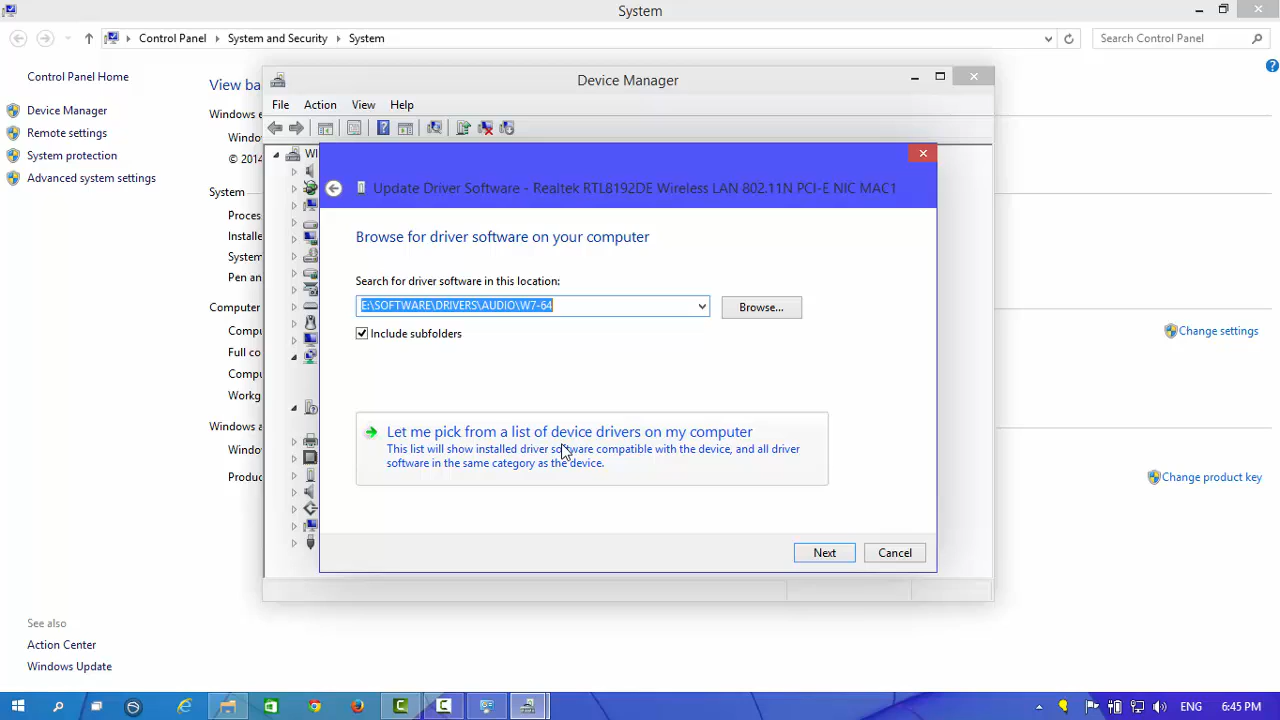 System
Control Panel
System and Security
System
Search Control Panel
Control Panel Home
Device Manager
Remote settings
System protection
Advanced system settings
View ba
Windows e
Windo
© 2014
System
Proces
Installe
System
Pen an
Computer
Compu
Full co
Compu
Workg
Windows a
Windo
Produc
Change settings
Change product key
See also
Action Center
Windows Update
Device Manager
File Action View Help
WI
Update Driver Software - Realtek RTL8192DE Wireless LAN 802.11N PCI-E NIC MAC1
Browse for driver software on your computer
Search for driver software in this location:
E:\SOFTWARE\DRIVERS\AUDIO\W7-64
Browse...
Include subfolders
Let me pick from a list of device drivers on my computer
This list will show installed driver software compatible with the device, and all driver
software in the same category as the device.
Next
Cancel
ENG
6:45 PM